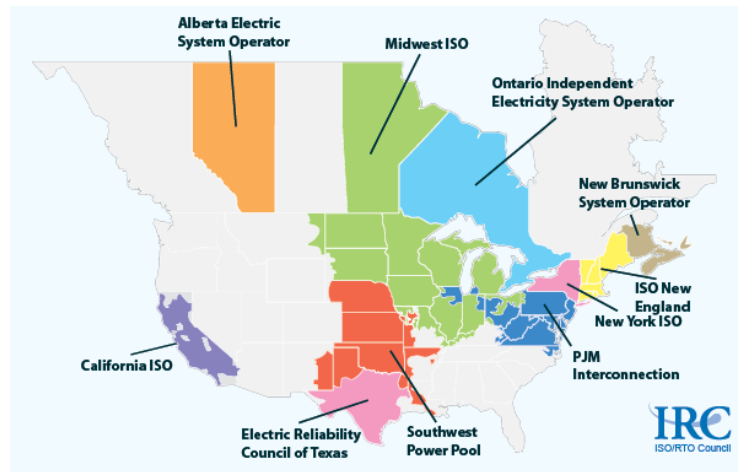 Alberta Electric
System Operator
Midwest ISO
Ontario Independent
Electricity System Operator
New Brunswick
System Operator
ISO New
England
New York ISO
PJM
Interconnection
California ISO
Electric Reliability
Council of Texas
Southwest
Power Pool
IRC
ISO/RTO Council